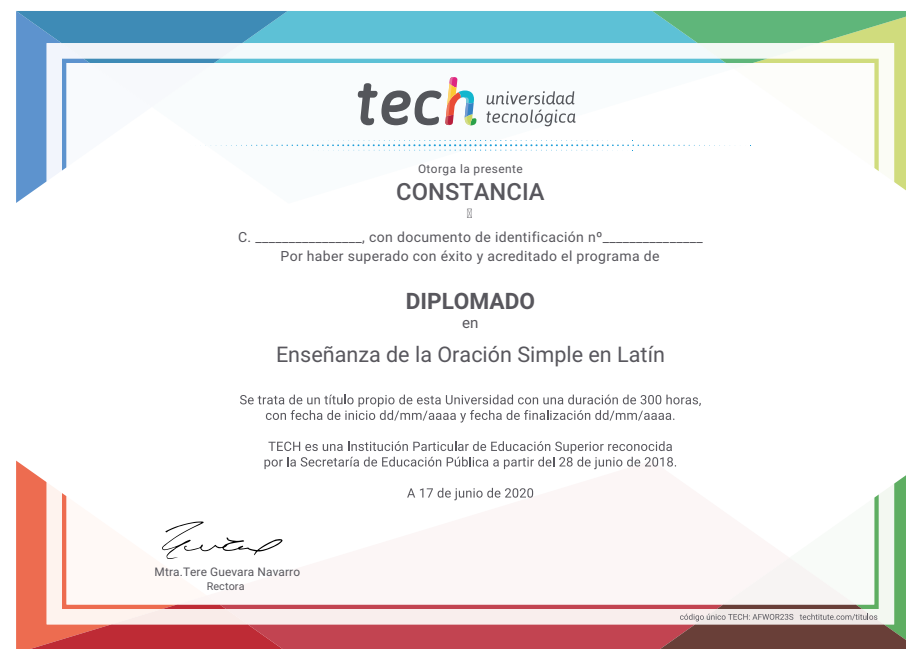 tech universidad
tecnológica
Otorga la presente
CONSTANCIA
C. ________________, con documento de identificación nº_______________
Por haber superado con éxito y acreditado el programa de
DIPLOMADO
en
Enseñanza de la Oración Simple en Latín
Se trata de un título propio de esta Universidad con una duración de 300 horas,
con fecha de inicio dd/mm/aaaa y fecha de finalización dd/mm/aaaa.
TECH es una Institución Particular de Educación Superior reconocida
por la Secretaría de Educación Pública a partir del 28 de junio de 2018.
A 17 de junio de 2020
Mtra.Tere Guevara Navarro
Rectora
código único TECH: AFWOR23S techtitute.com/titulos